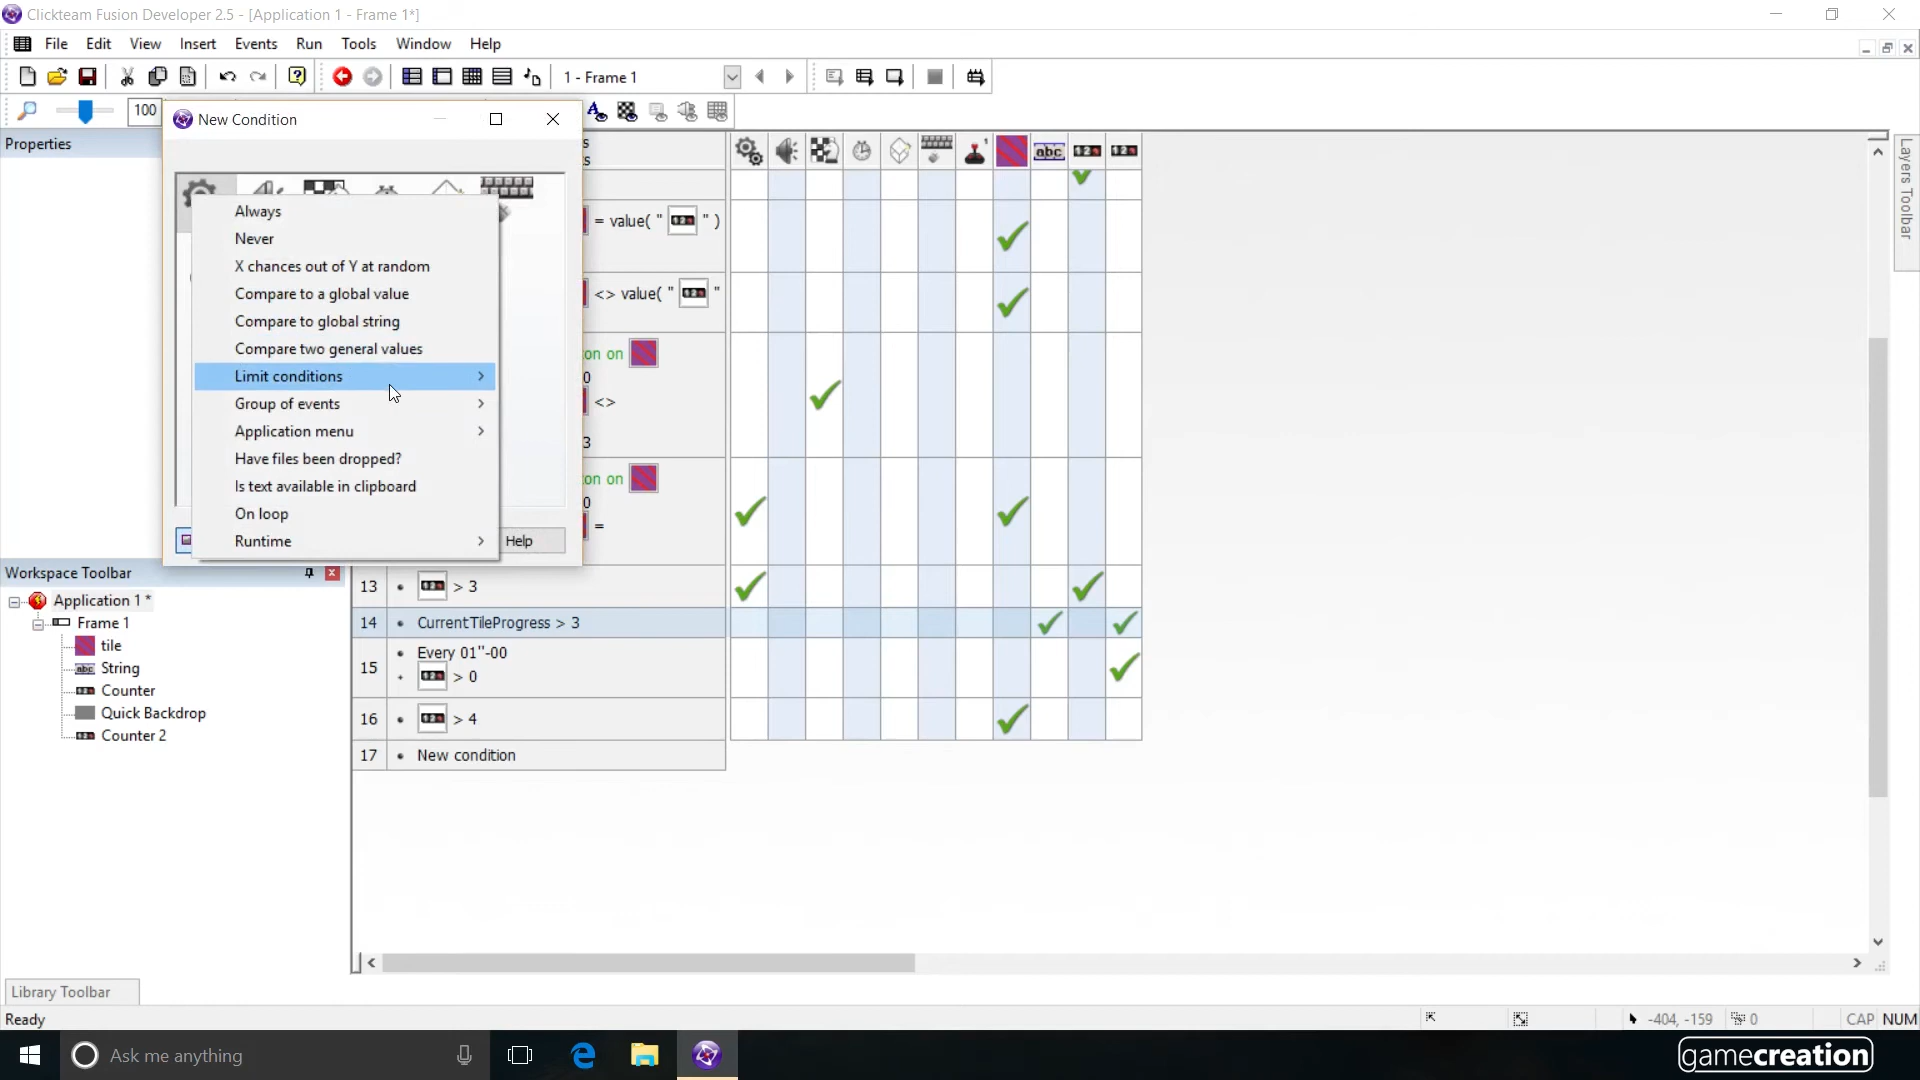 Clickteam Fusion Developer 2.5 - [Application 1 - Frame 1*]
File Edit View Insert Events Run Tools Window Help
1 - Frame 1
100
New Condition
Properties
Layers Toolbar
abc
Always
Never
X chances out of Y at random
Compare to a global value
Compare to global string
Compare two general values
Limit conditions
Group of events
Application menu
Have files been dropped?
Is text available in clipboard
On loop
Runtime
Help
= value( " " )
<> value( " "
on on
0
<>
3
on on
0
=
13 > 3
14 CurrentTileProgress > 3
15 Every 01"-00
> 0
16 > 4
17 New condition
Workspace Toolbar
Application 1 *
Frame 1
tile
String
Counter
Quick Backdrop
Counter 2
Library Toolbar
Ready
-404, -159
0
CAP NUM
Ask me anything
gamecreation